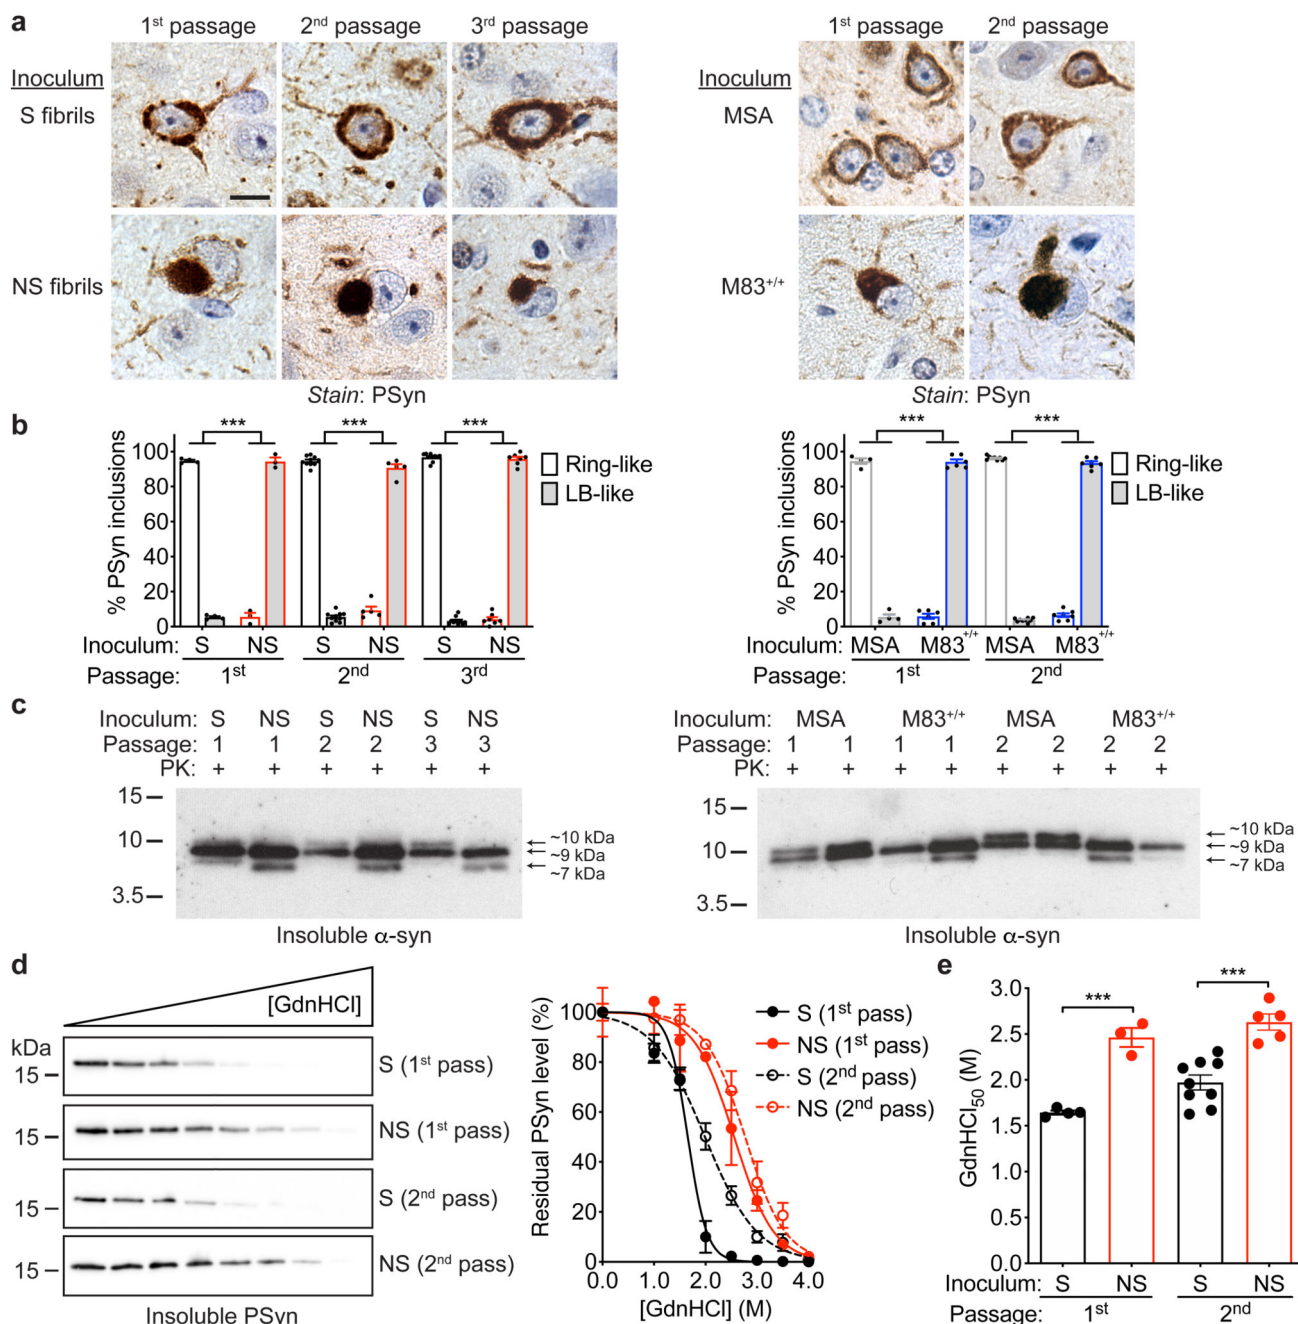 a
1st passage 2nd passage 3rd passage
Inoculum
S fibrils
NS fibrils
Stain: PSyn
1st passage 2nd passage
Inoculum
MSA
M83+/+
Stain: PSyn
b
% PSyn inclusions
100
80
60
40
20
0
*** *** ***
Ring-like
LB-like
Inoculum: S NS S NS S NS
Passage: 1st 2nd 3rd
% PSyn inclusions
100
80
60
40
20
0
*** ***
Ring-like
LB-like
Inoculum: MSA M83+/+ MSA M83+/+
Passage: 1st 2nd
c
Inoculum: S NS S NS S NS
Passage: 1 1 2 2 3 3
PK: + + + + + +
15
10
3.5
~10 kDa
~9 kDa
~7 kDa
Insoluble α-syn
Inoculum: MSA M83+/+ MSA M83+/+
Passage: 1 1 1 1 2 2 2 2
PK: + + + + + + + +
15
10
3.5
~10 kDa
~9 kDa
~7 kDa
Insoluble α-syn
d
[GdnHCl]
kDa
15 S (1st pass)
15 NS (1st pass)
15 S (2nd pass)
15 NS (2nd pass)
Insoluble PSyn
Residual PSyn level (%)
100
80
60
40
20
0
0.0 1.0 2.0 3.0 4.0
[GdnHCl] (M)
S (1st pass)
NS (1st pass)
S (2nd pass)
NS (2nd pass)
e
GdnHCl50 (M)
3.0
2.5
2.0
1.5
1.0
0.5
0.0
*** ***
Inoculum: S NS S NS
Passage: 1st 2nd